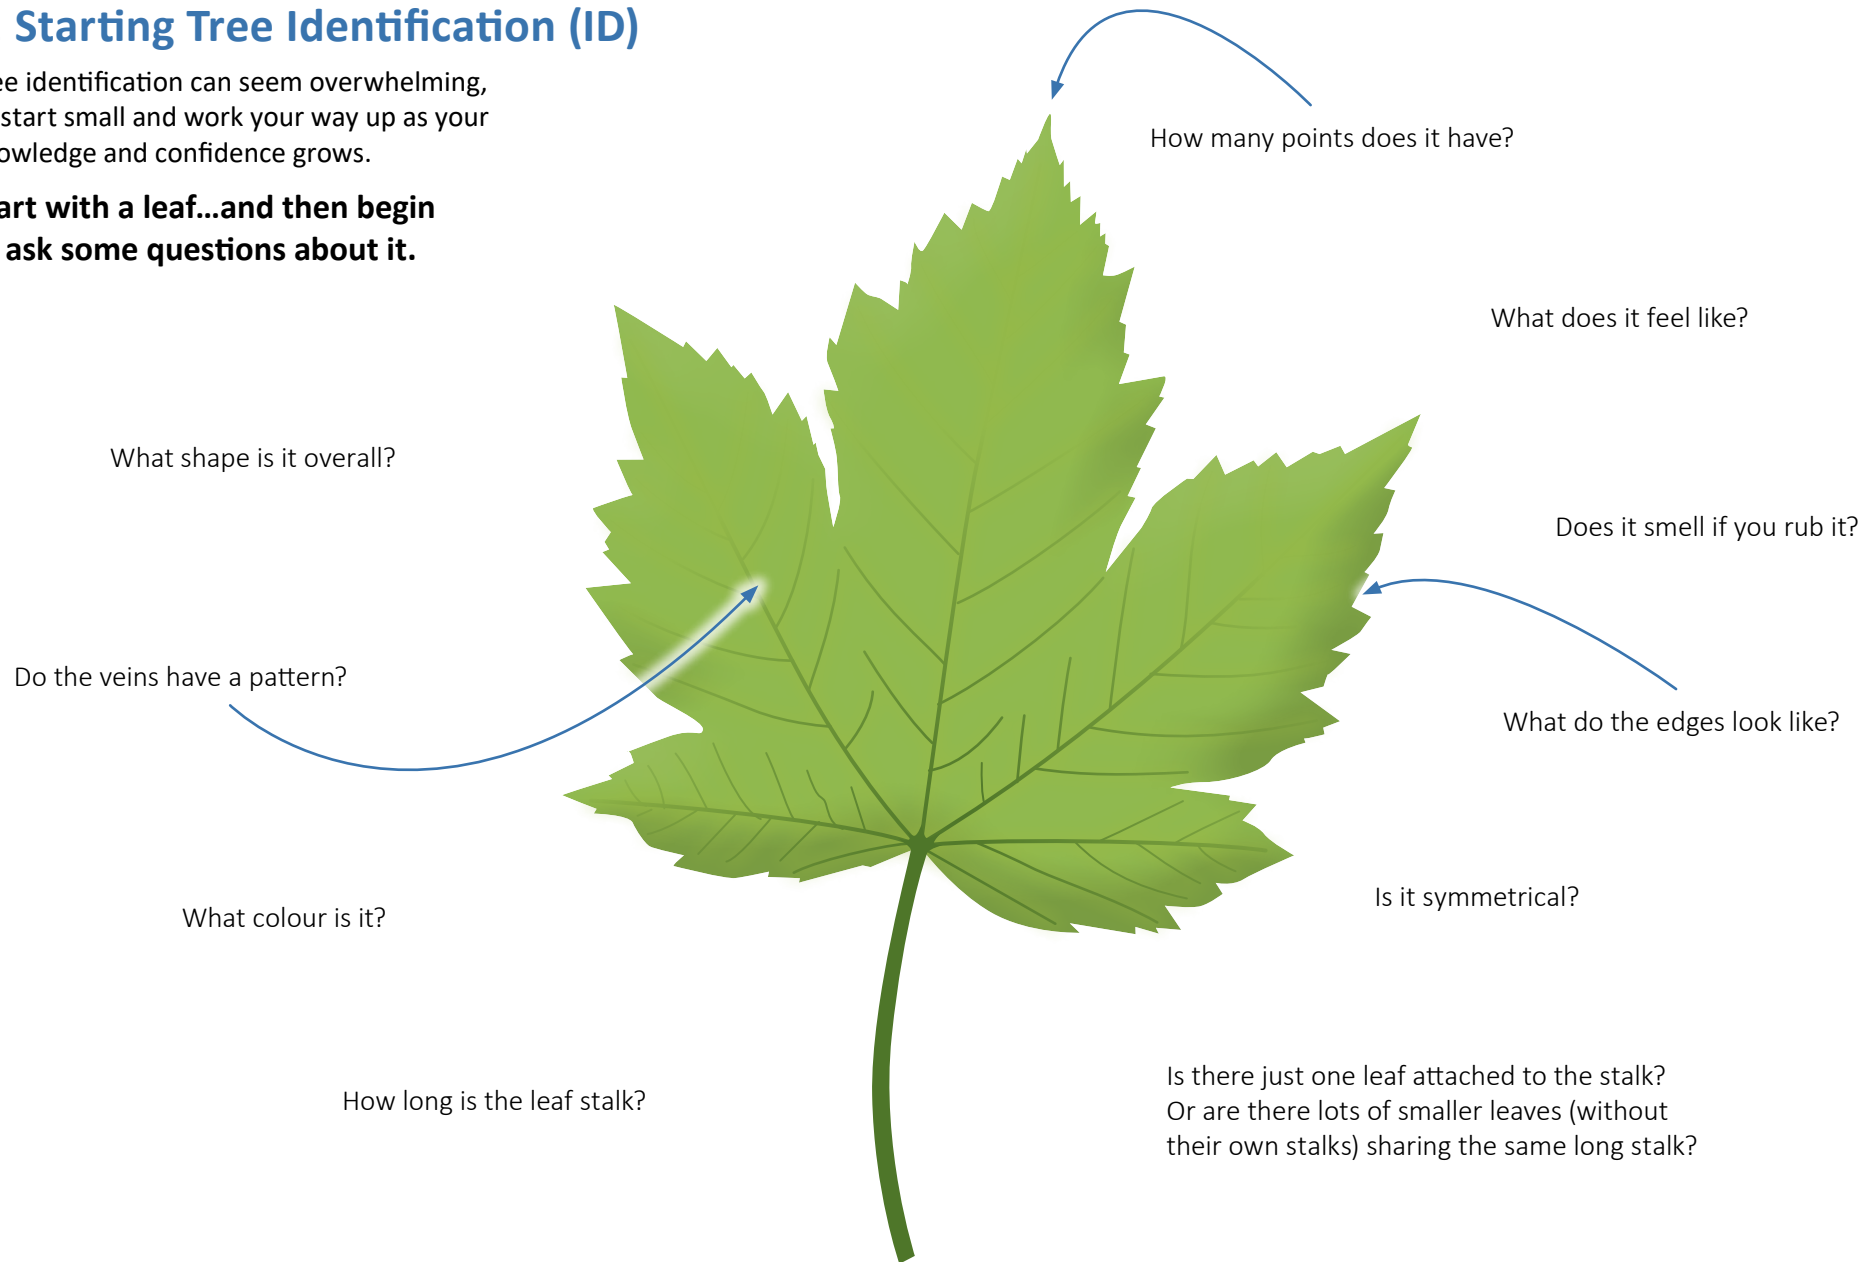 Starting Tree Identification (ID)
ee identification can seem overwhelming,
start small and work your way up as your
owledge and confidence grows.
art with a leaf...and then begin
ask some questions about it.
How many points does it have?
What does it feel like?
What shape is it overall?
Does it smell if you rub it?
Do the veins have a pattern?
What do the edges look like?
What colour is it?
Is it symmetrical?
How long is the leaf stalk?
Is there just one leaf attached to the stalk?
Or are there lots of smaller leaves (without
their own stalks) sharing the same long stalk?